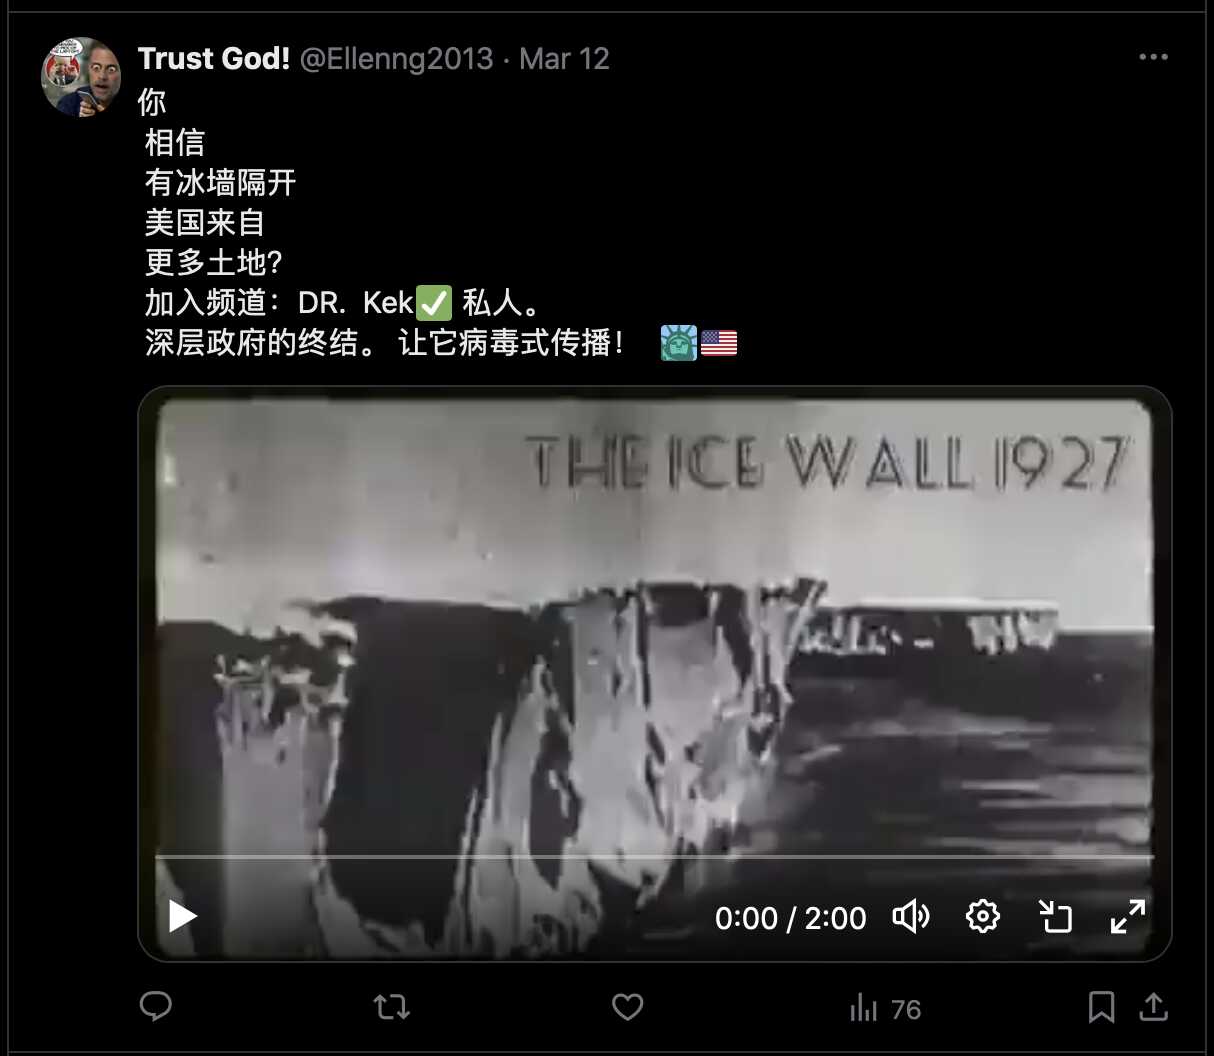 Trust God! @Ellenng2013 · Mar 12
你
相信
有冰墙隔开
美国来自
更多土地?
加入频道：DR. Kek✅ 私人。
深层政府的终结。 让它病毒式传播！ 🗽🇺🇸
THE ICE WALL 1927
0:00 / 2:00
76